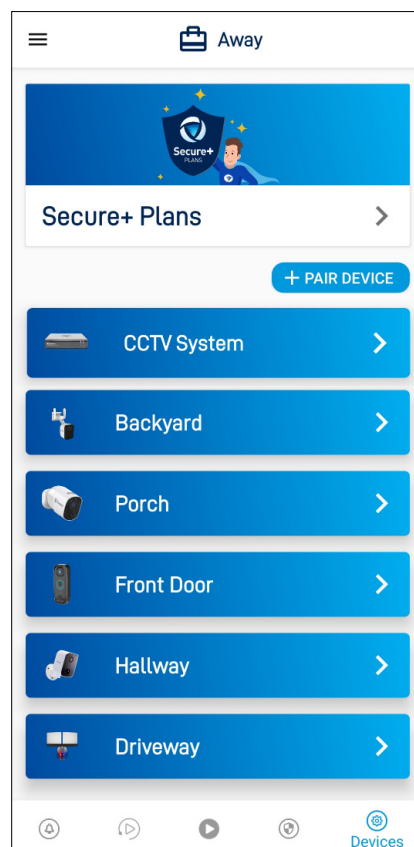 Away
Secure+
PLANS
Secure+ Plans
+ PAIR DEVICE
CCTV System
Backyard
Porch
Front Door
Hallway
Driveway
Devices